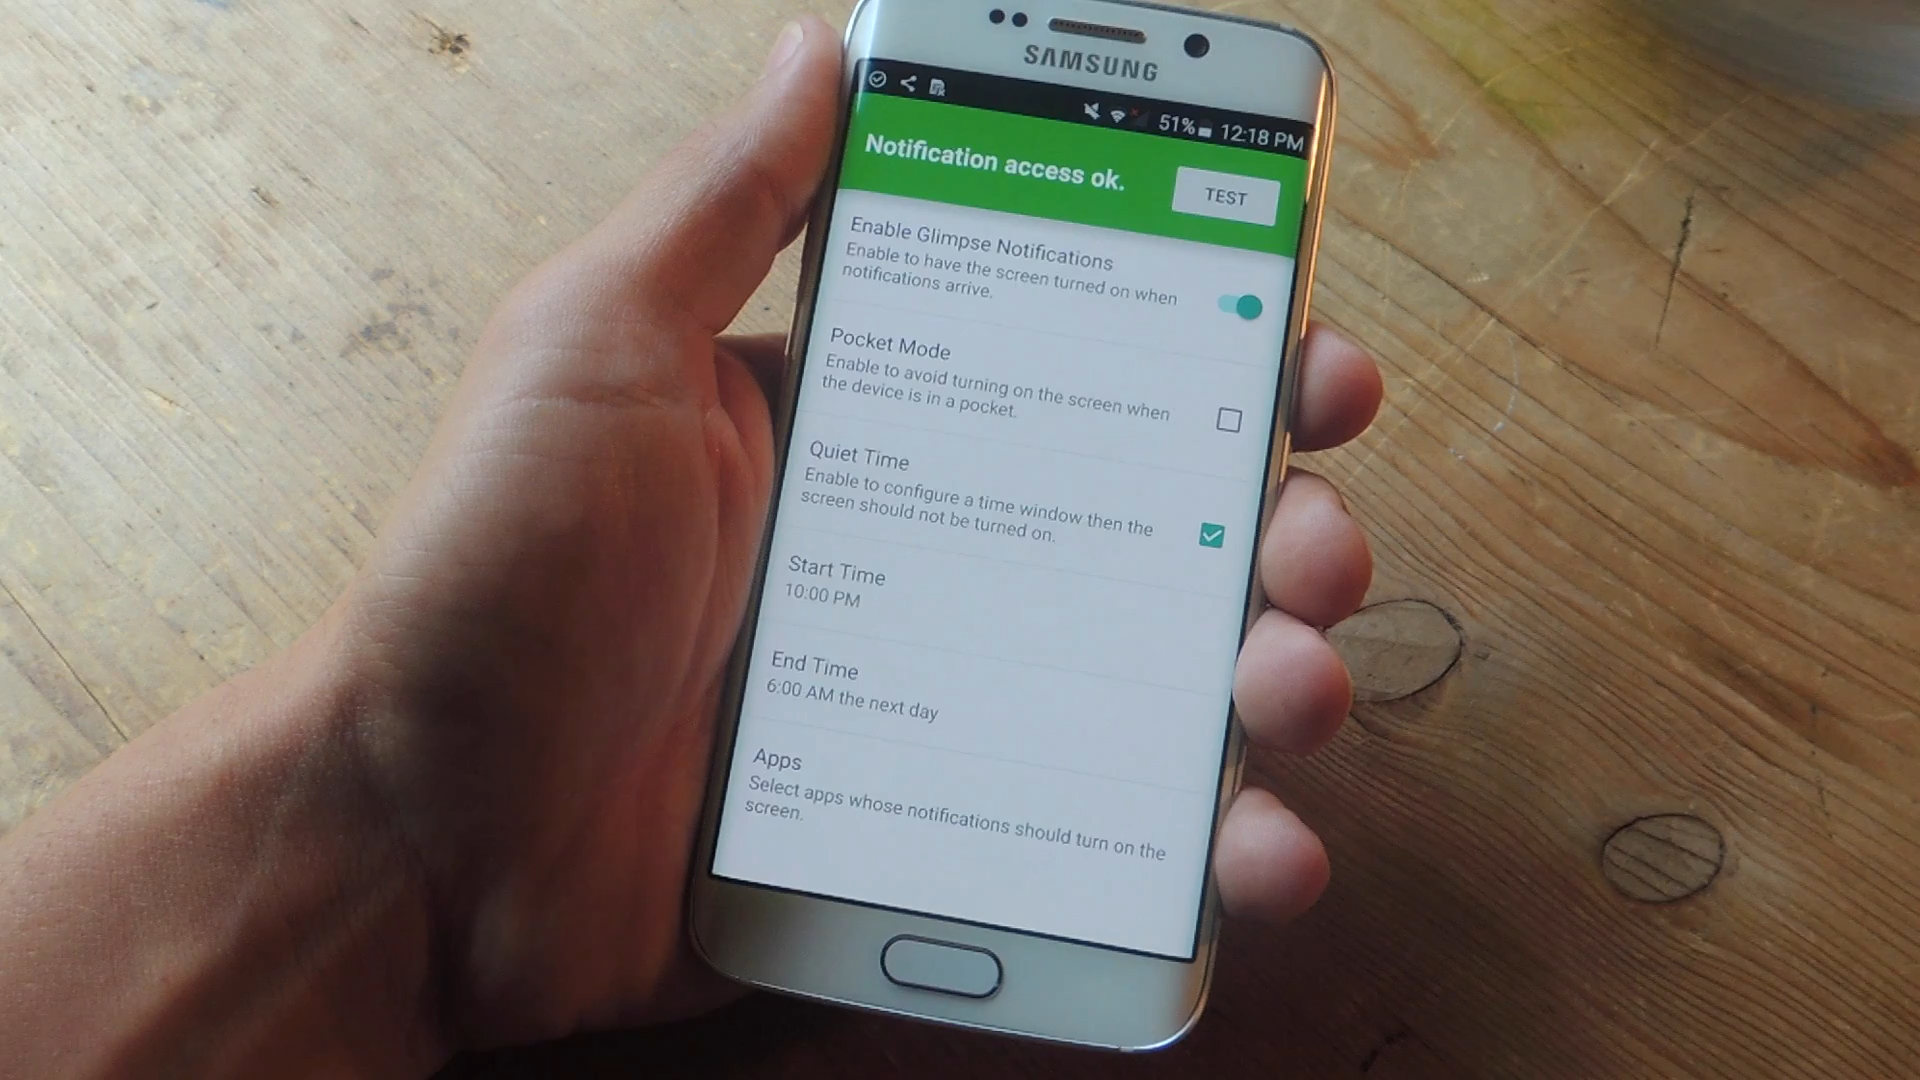 SAMSUNG
51% 12:18 PM
Notification access ok.
TEST
Enable Glimpse Notifications
Enable to have the screen turned on when
notifications arrive.
Pocket Mode
Enable to avoid turning on the screen when
the device is in a pocket.
Quiet Time
Enable to configure a time window then the
screen should not be turned on.
Start Time
10:00 PM
End Time
6:00 AM the next day
Apps
Select apps whose notifications should turn on the
screen.